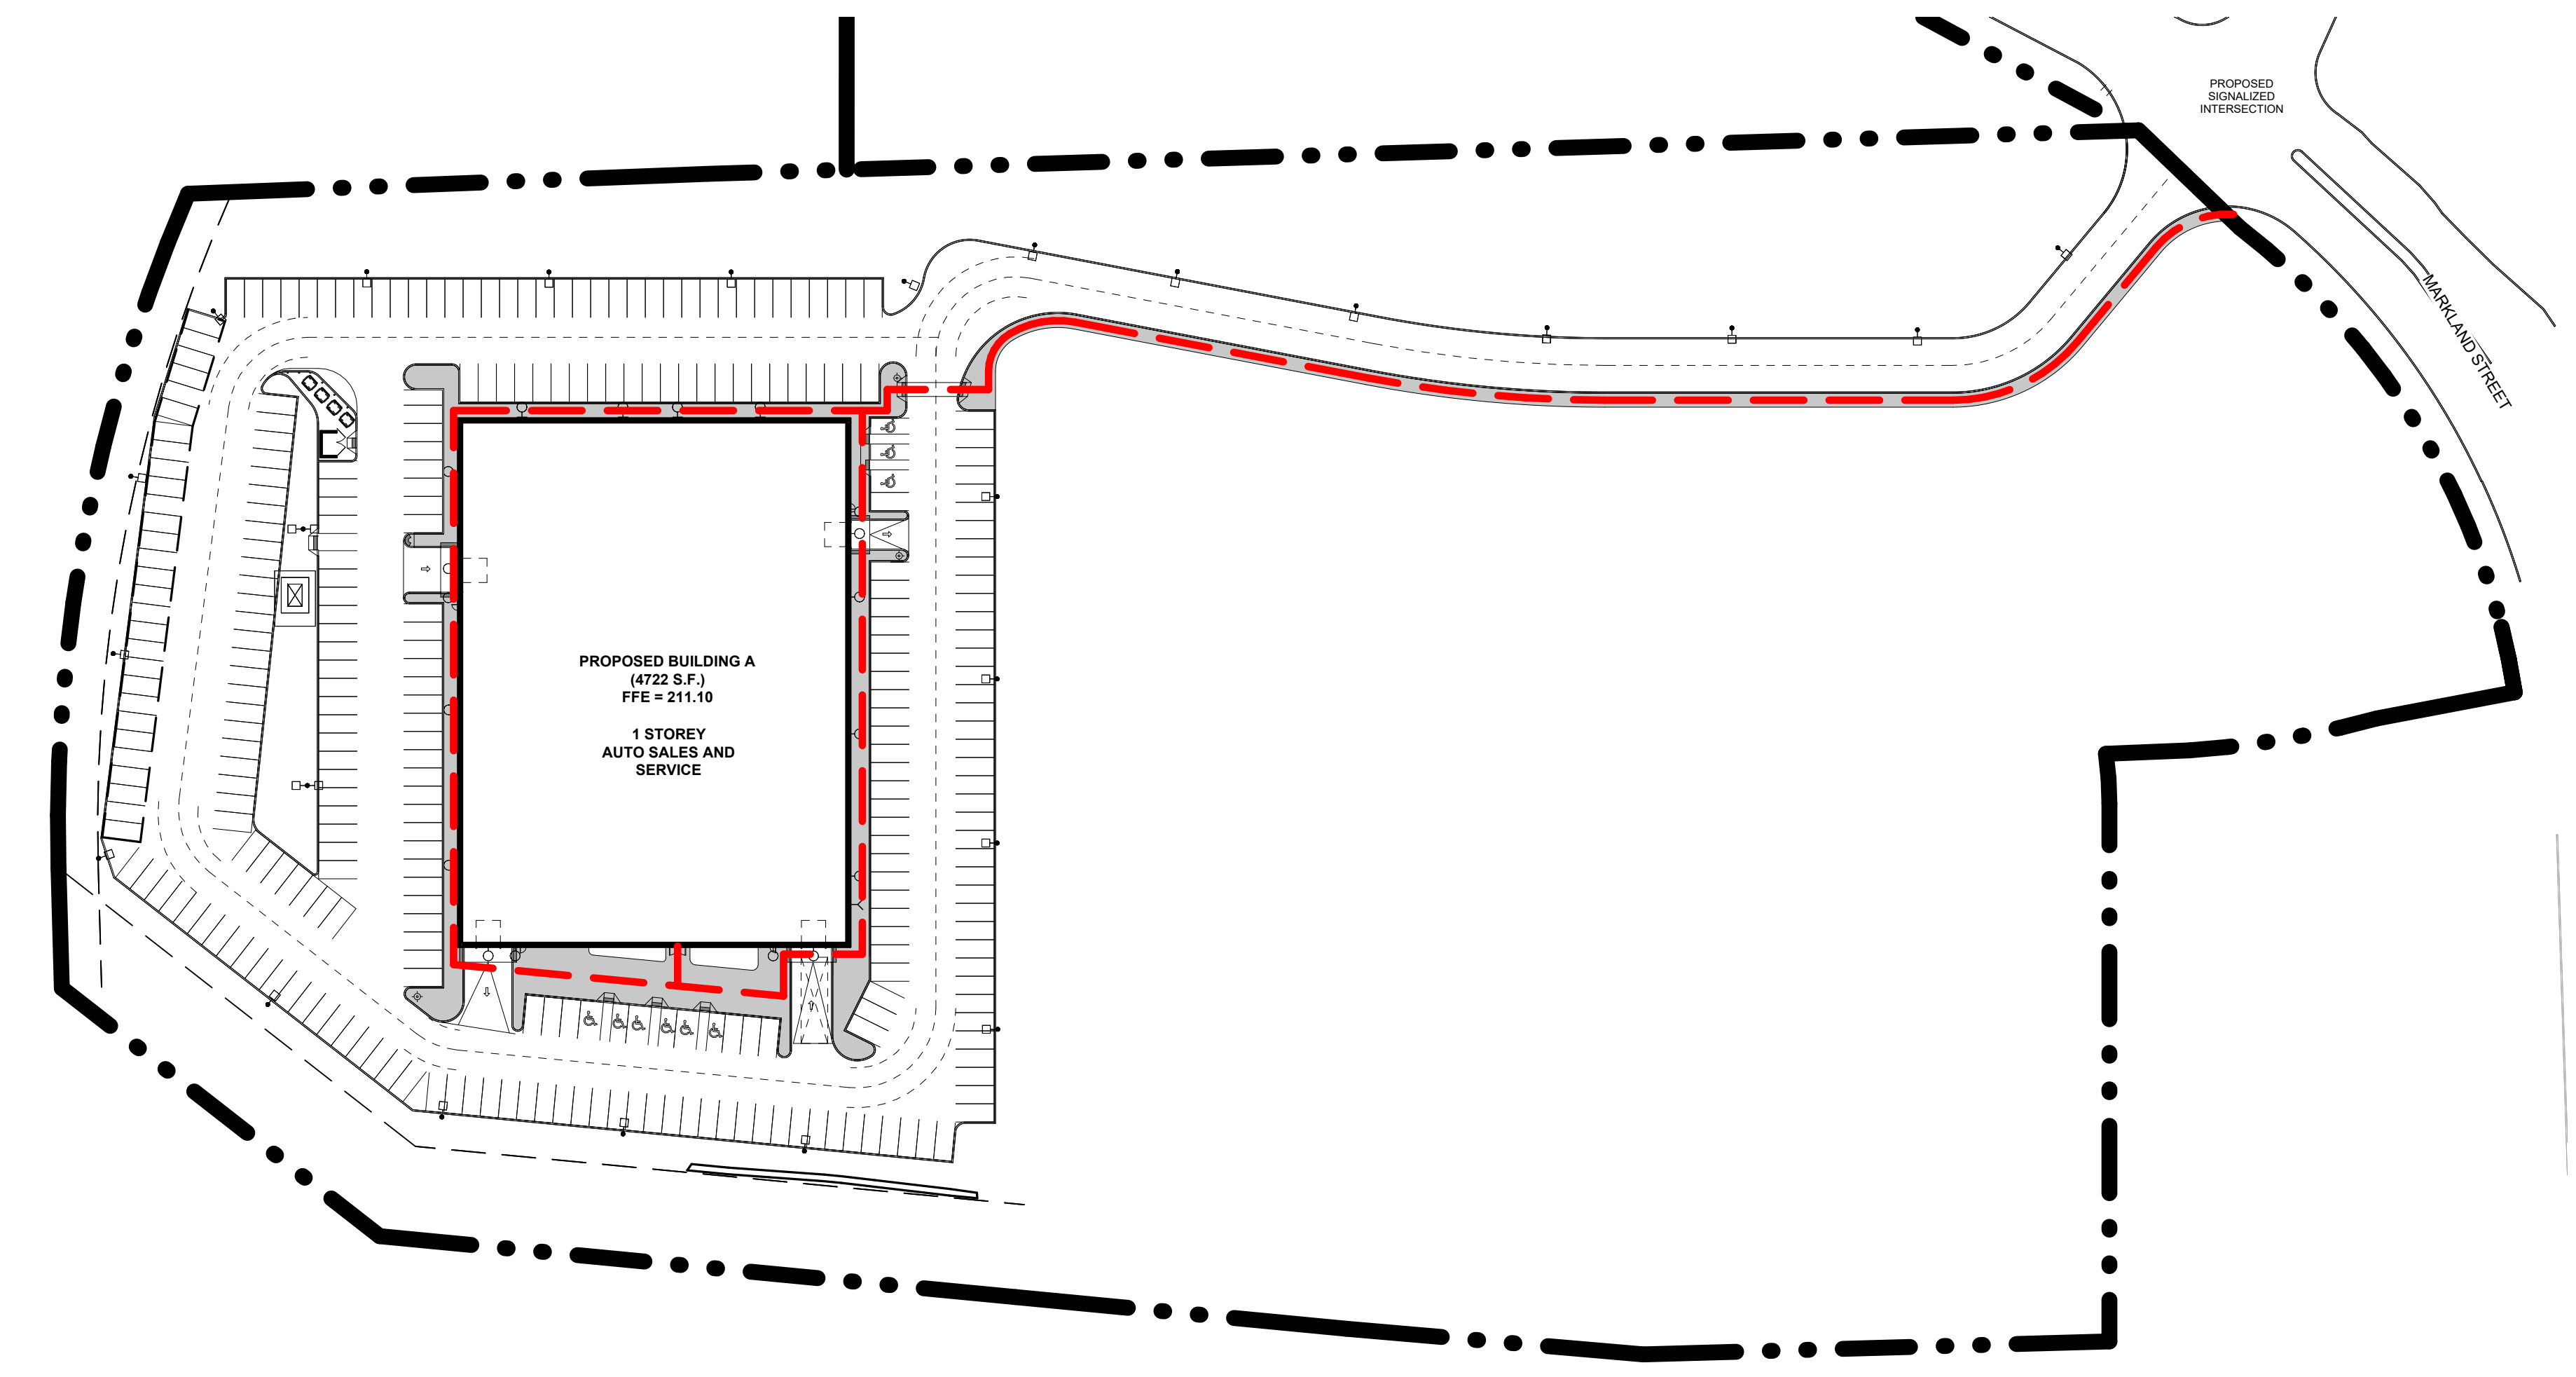 PROPOSED
SIGNALIZED
INTERSECTION
MARKLAND STREET
PROPOSED BUILDING A
(4722 S.F.)
FFE = 211.10
1 STOREY
AUTO SALES AND
SERVICE